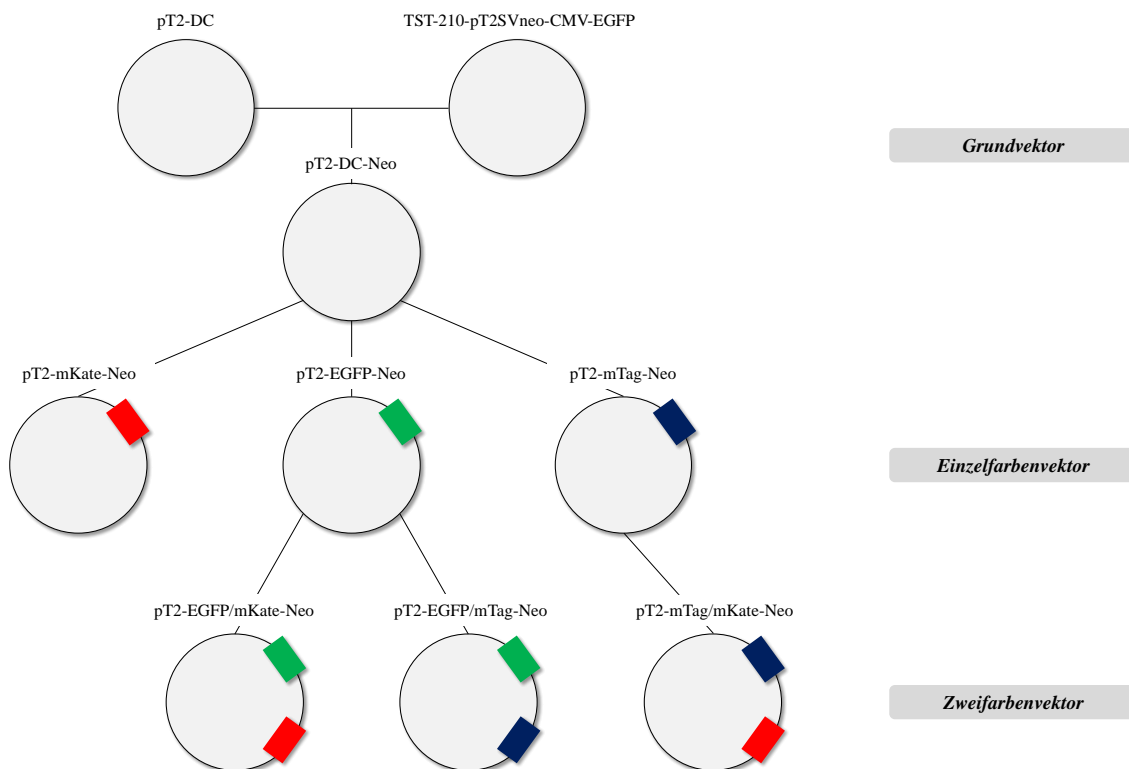 pT2-DC
TST-210-pT2SVneo-CMV-EGFP
Grundvektor
pT2-DC-Neo
pT2-mKate-Neo
pT2-EGFP-Neo
pT2-mTag-Neo
Einzelfarbenvektor
pT2-EGFP/mKate-Neo
pT2-EGFP/mTag-Neo
pT2-mTag/mKate-Neo
Zweifarbenvektor